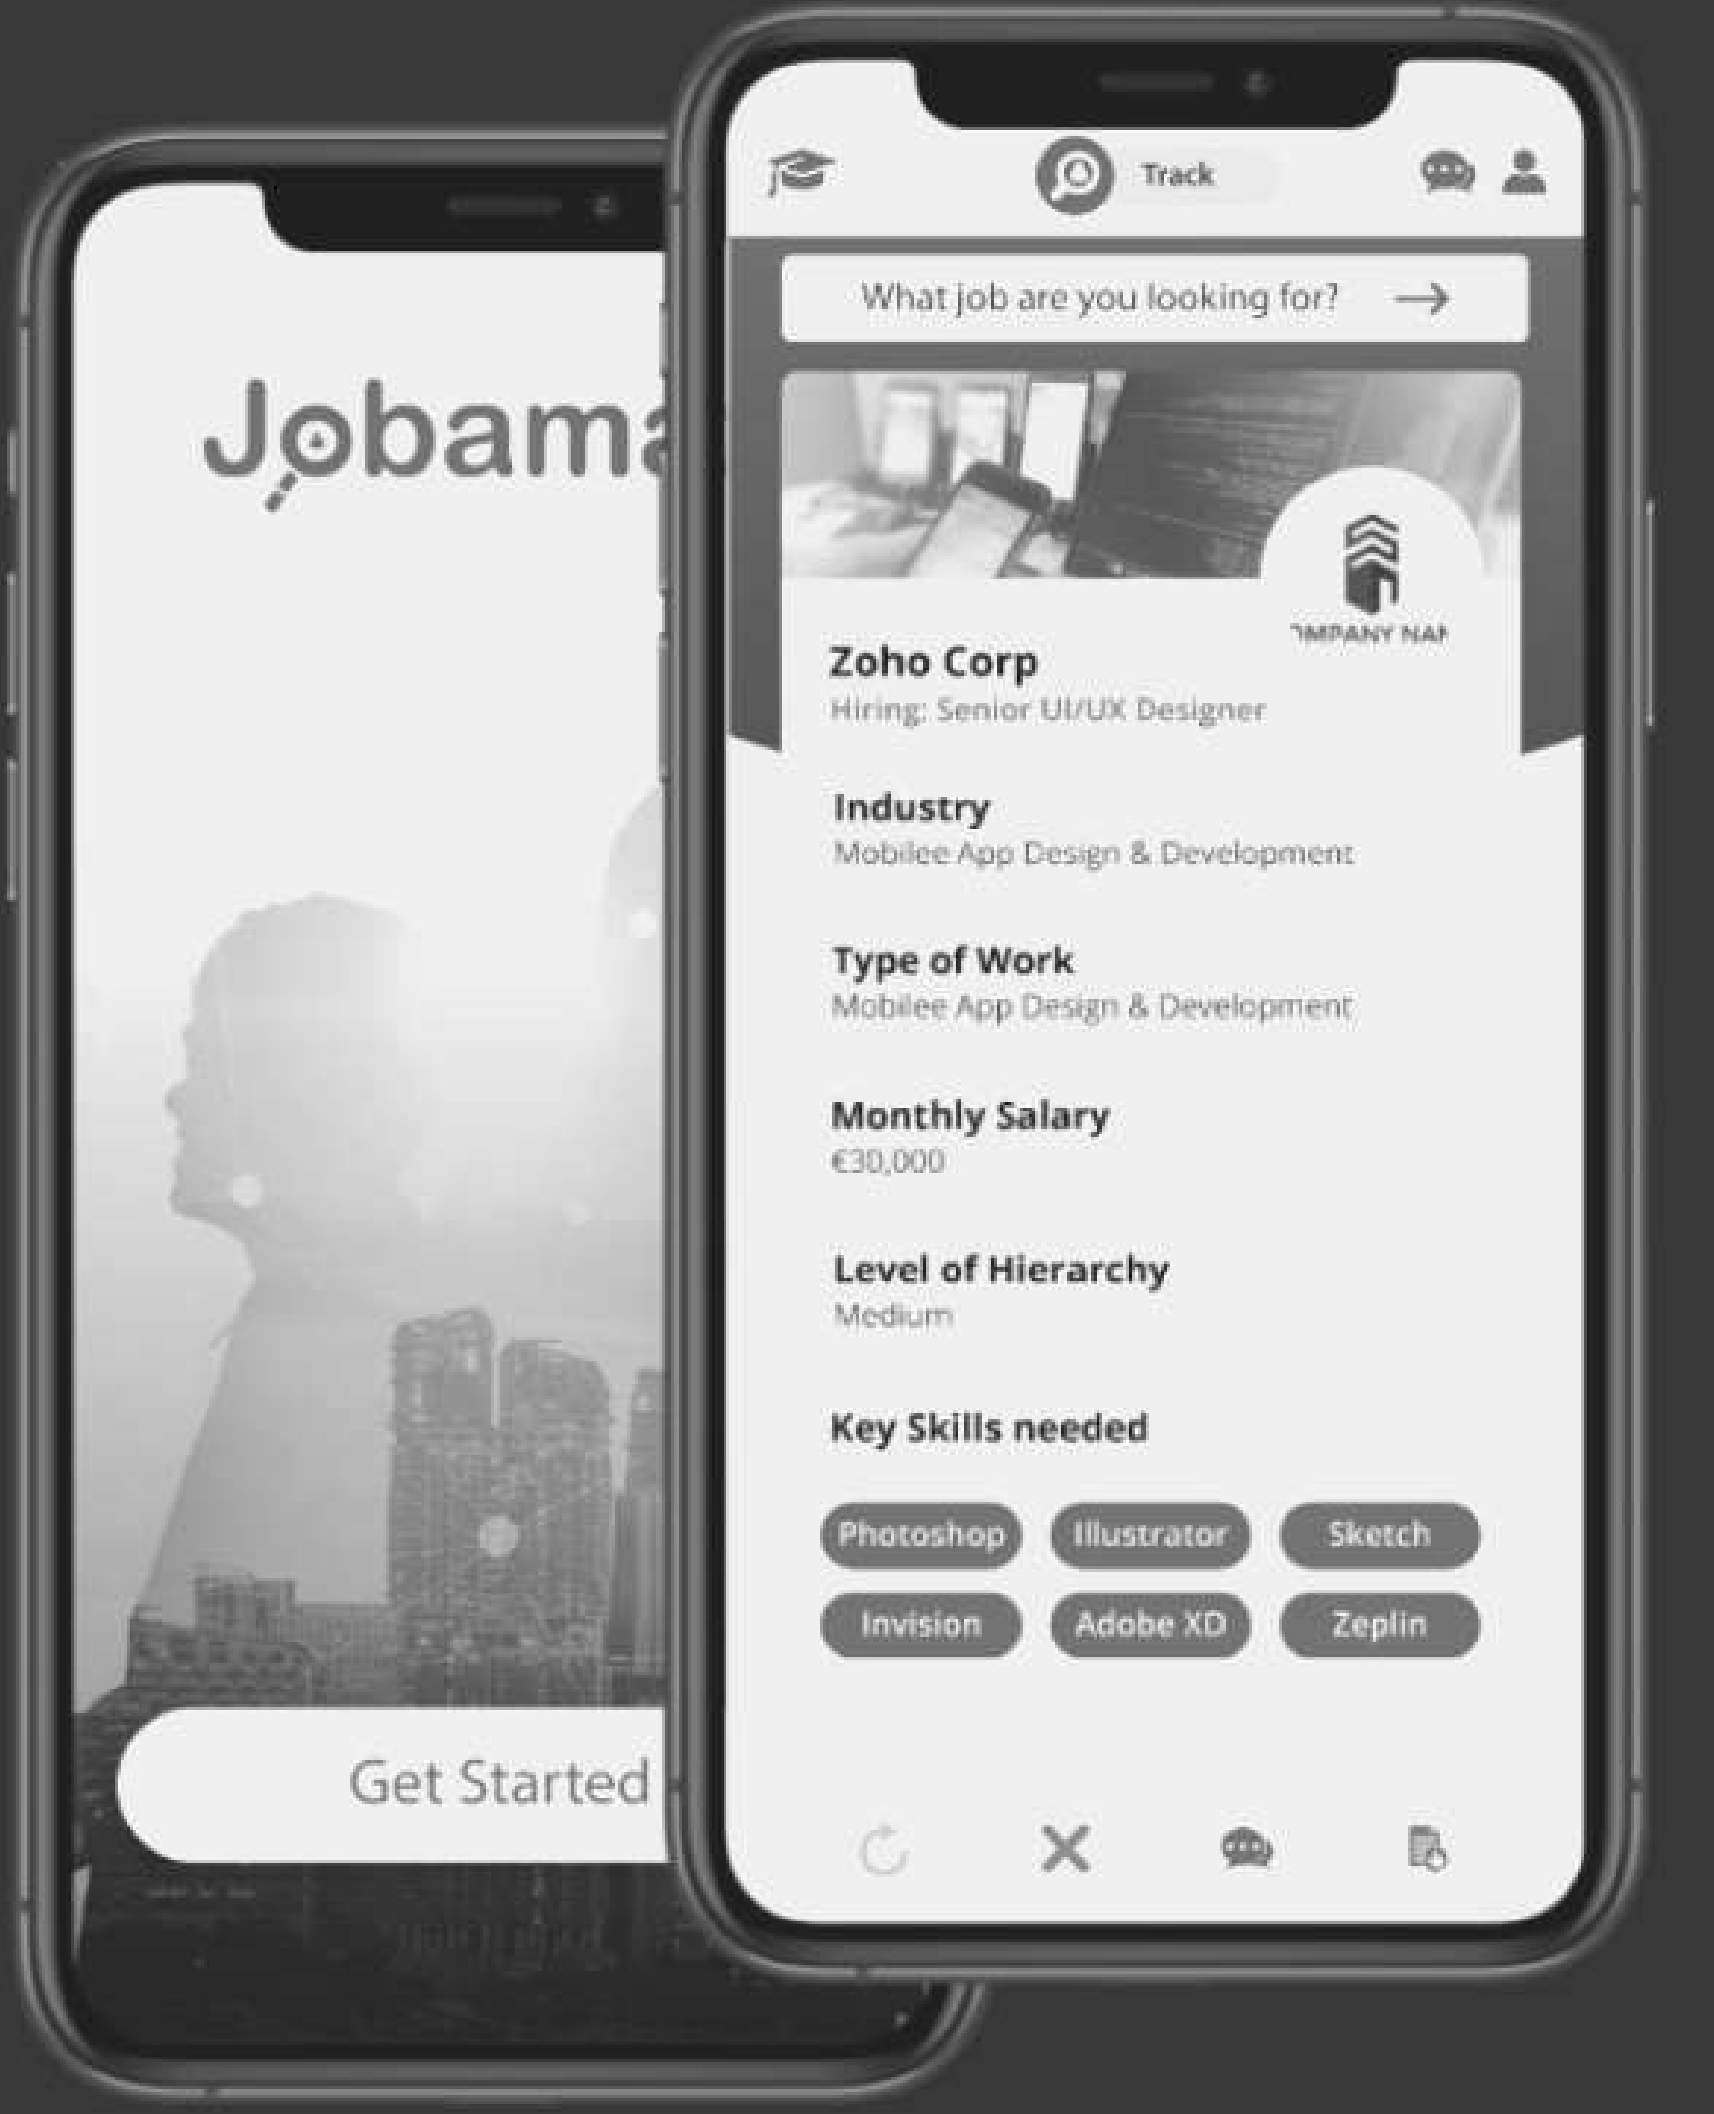 Jobama
Get Started
Track
What job are you looking for?
OMPANY NAM
Zoho Corp
Hiring: Senior UI/UX Designer
Industry
Mobilee App Design & Development
Type of Work
Mobilee App Design & Development
Monthly Salary
€30,000
Level of Hierarchy
Medium
Key Skills needed
Photoshop Illustrator Sketch
Invision Adobe XD Zeplin